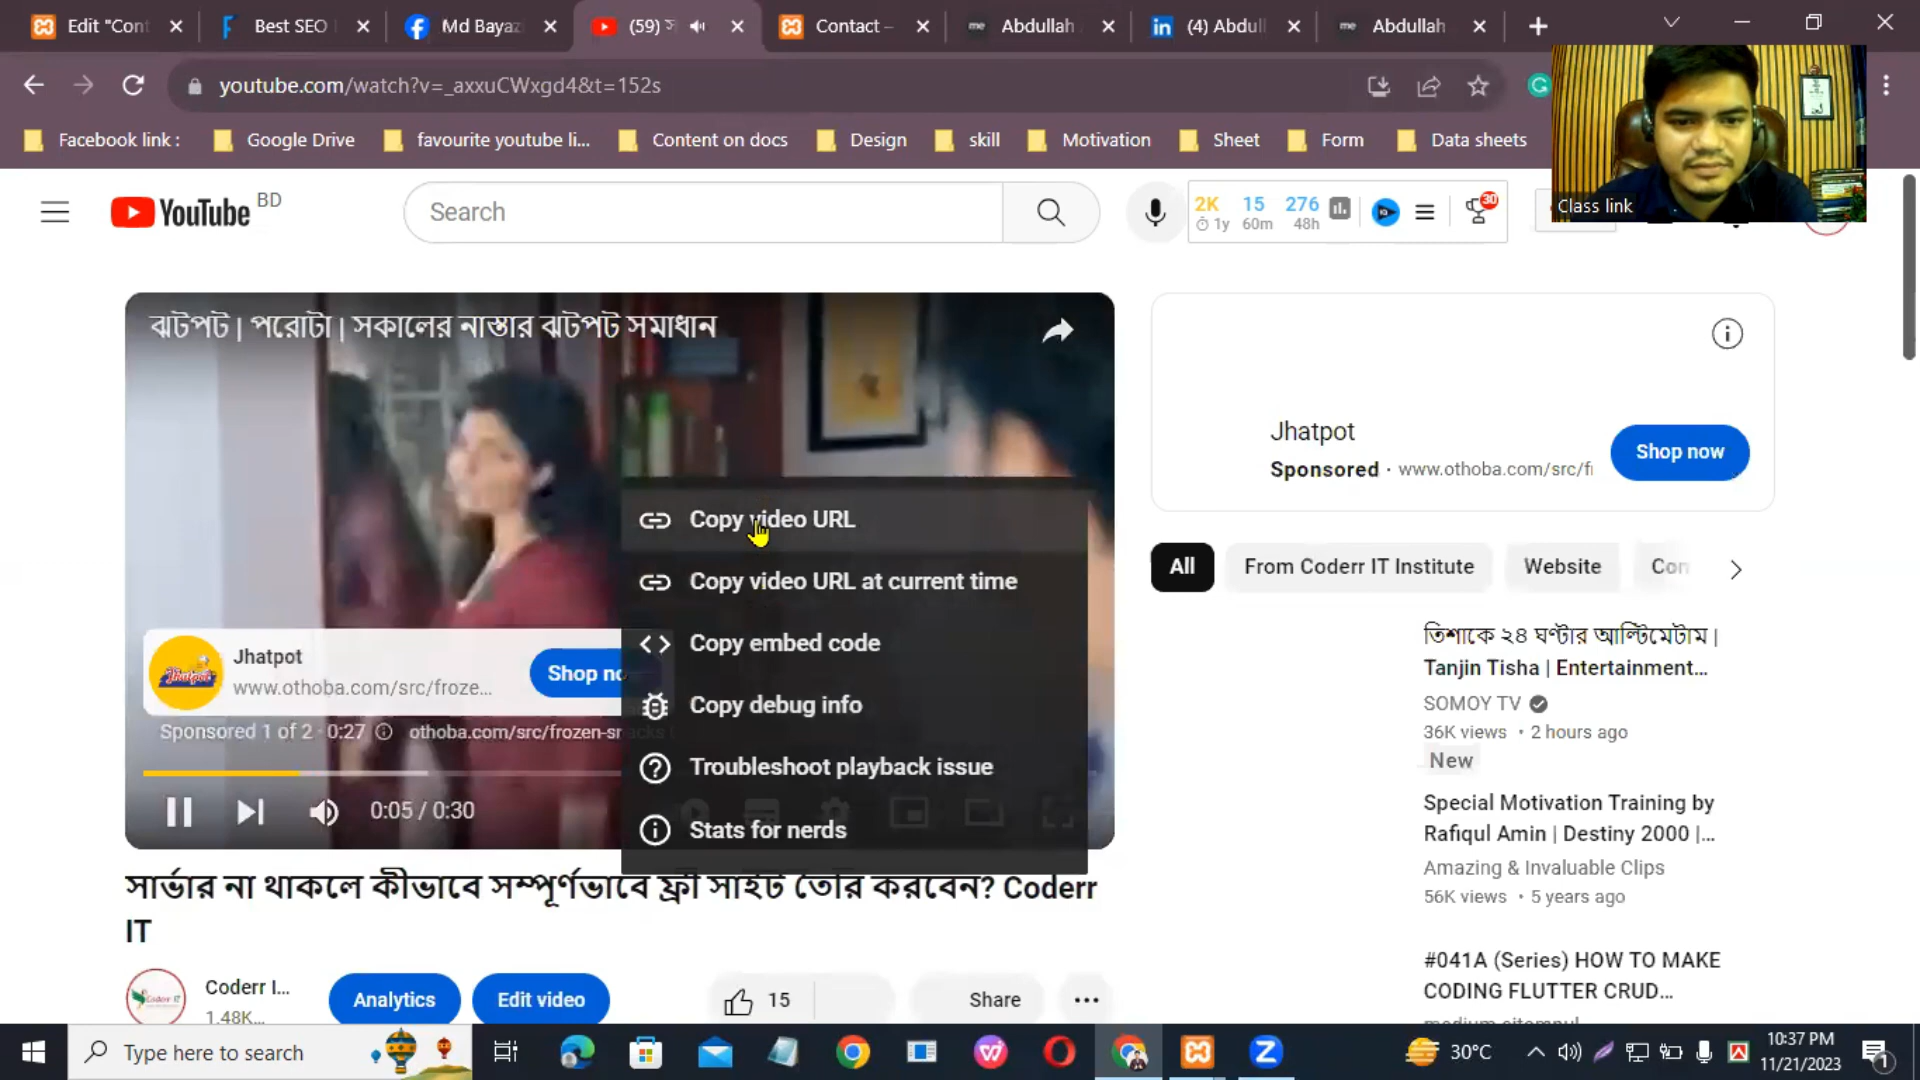 Edit "Cont
Best SEO
Md Bayaz
(59) স
Contact –
Abdullah
(4) Abdul
Abdullah
youtube.com/watch?v=_axxuCWxgd4&t=152s
Facebook link :
Google Drive
favourite youtube li...
Content on docs
Design
skill
Motivation
Sheet
Form
Data sheets
Class link
YouTube BD
Search
2K 15 276
1y 60m 48h
30
ঝটপট | পরোটা | সকালের নাস্তার ঝটপট সমাধান
Copy video URL
Copy video URL at current time
Copy embed code
Copy debug info
Troubleshoot playback issue
Stats for nerds
Jhatpot
www.othoba.com/src/froze...
Shop no
Sponsored 1 of 2 · 0:27 othoba.com/src/frozen-snacks
0:05 / 0:30
সার্ভার না থাকলে কীভাবে সম্পূর্ণভাবে ফ্রী সাইট তৈরি করবেন? Coderr
IT
Coderr IT
Coderr I...
1.48K...
Analytics
Edit video
15
Share
Jhatpot
Sponsored · www.othoba.com/src/fi
Shop now
All
From Coderr IT Institute
Website
Con
তিশাকে ২৪ ঘণ্টার আল্টিমেটাম |
Tanjin Tisha | Entertainment...
SOMOY TV
36K views • 2 hours ago
New
Special Motivation Training by
Rafiqul Amin | Destiny 2000 |...
Amazing & Invaluable Clips
56K views • 5 years ago
#041A (Series) HOW TO MAKE
CODING FLUTTER CRUD...
Type here to search
30°C
10:37 PM
11/21/2023
1